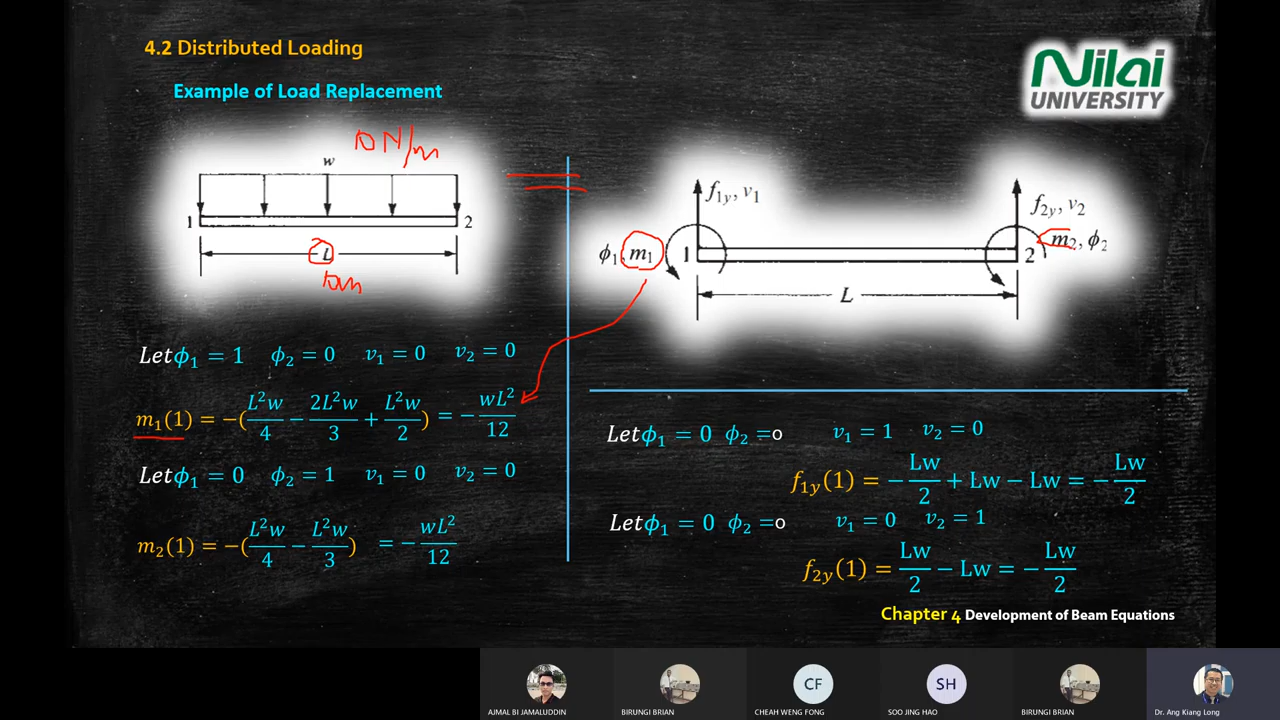 4.2 Distributed Loading
Example of Load Replacement
Nilai
UNIVERSITY
10 N/m
w
1
2
L
10m
f₁y, v₁
f₂y, v₂
ϕ₁, m₁
1
2
m₂, ϕ₂
L
Let ϕ₁ = 1 ϕ₂ = 0 v₁ = 0 v₂ = 0
m₁(1) = −(L²w/4 − 2L²w/3 + L²w/2) = − wL²/12
Let ϕ₁ = 0 ϕ₂ = 1 v₁ = 0 v₂ = 0
m₂(1) = −(L²w/4 − L²w/3) = − wL²/12
Let ϕ₁ = 0 ϕ₂ =0 v₁ = 1 v₂ = 0
f₁y(1) = − Lw/2 + Lw − Lw = − Lw/2
Let ϕ₁ = 0 ϕ₂ =0 v₁ = 0 v₂ = 1
f₂y(1) = Lw/2 − Lw = − Lw/2
Chapter 4 Development of Beam Equations
AJMAL BI JAMALUDDIN
BIRUNGI BRIAN
CF
CHEAH WENG FONG
SH
SOO JING HAO
BIRUNGI BRIAN
Dr. Ang Kiang Long